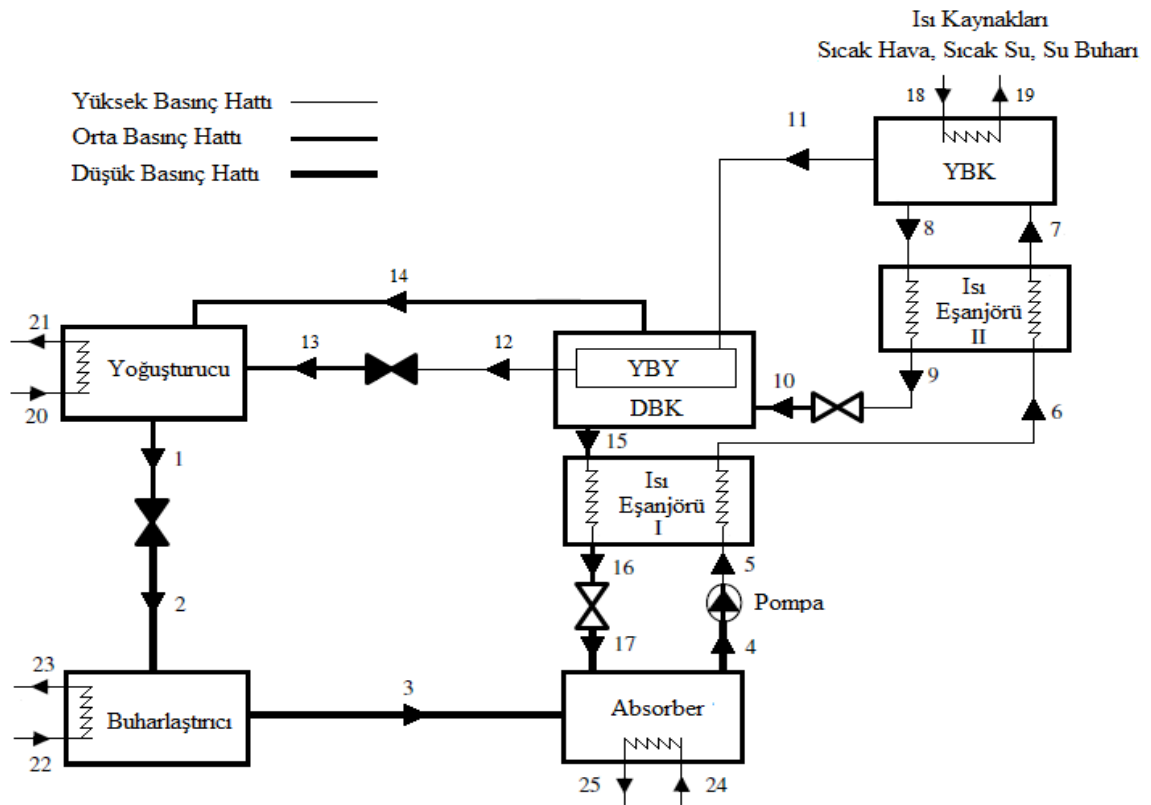 Isı Kaynakları
Sıcak Hava, Sıcak Su, Su Buharı
Yüksek Basınç Hattı
Orta Basınç Hattı
Düşük Basınç Hattı
18
19
11
YBK
8
7
14
Isı
Eşanjörü
II
21
13
12
Yoğuşturucu
YBY
10
9
20
DBK
6
15
1
Isı
Eşanjörü
I
16
5
2
Pompa
17
4
23
3
Buharlaştırıcı
Absorber
22
25
24